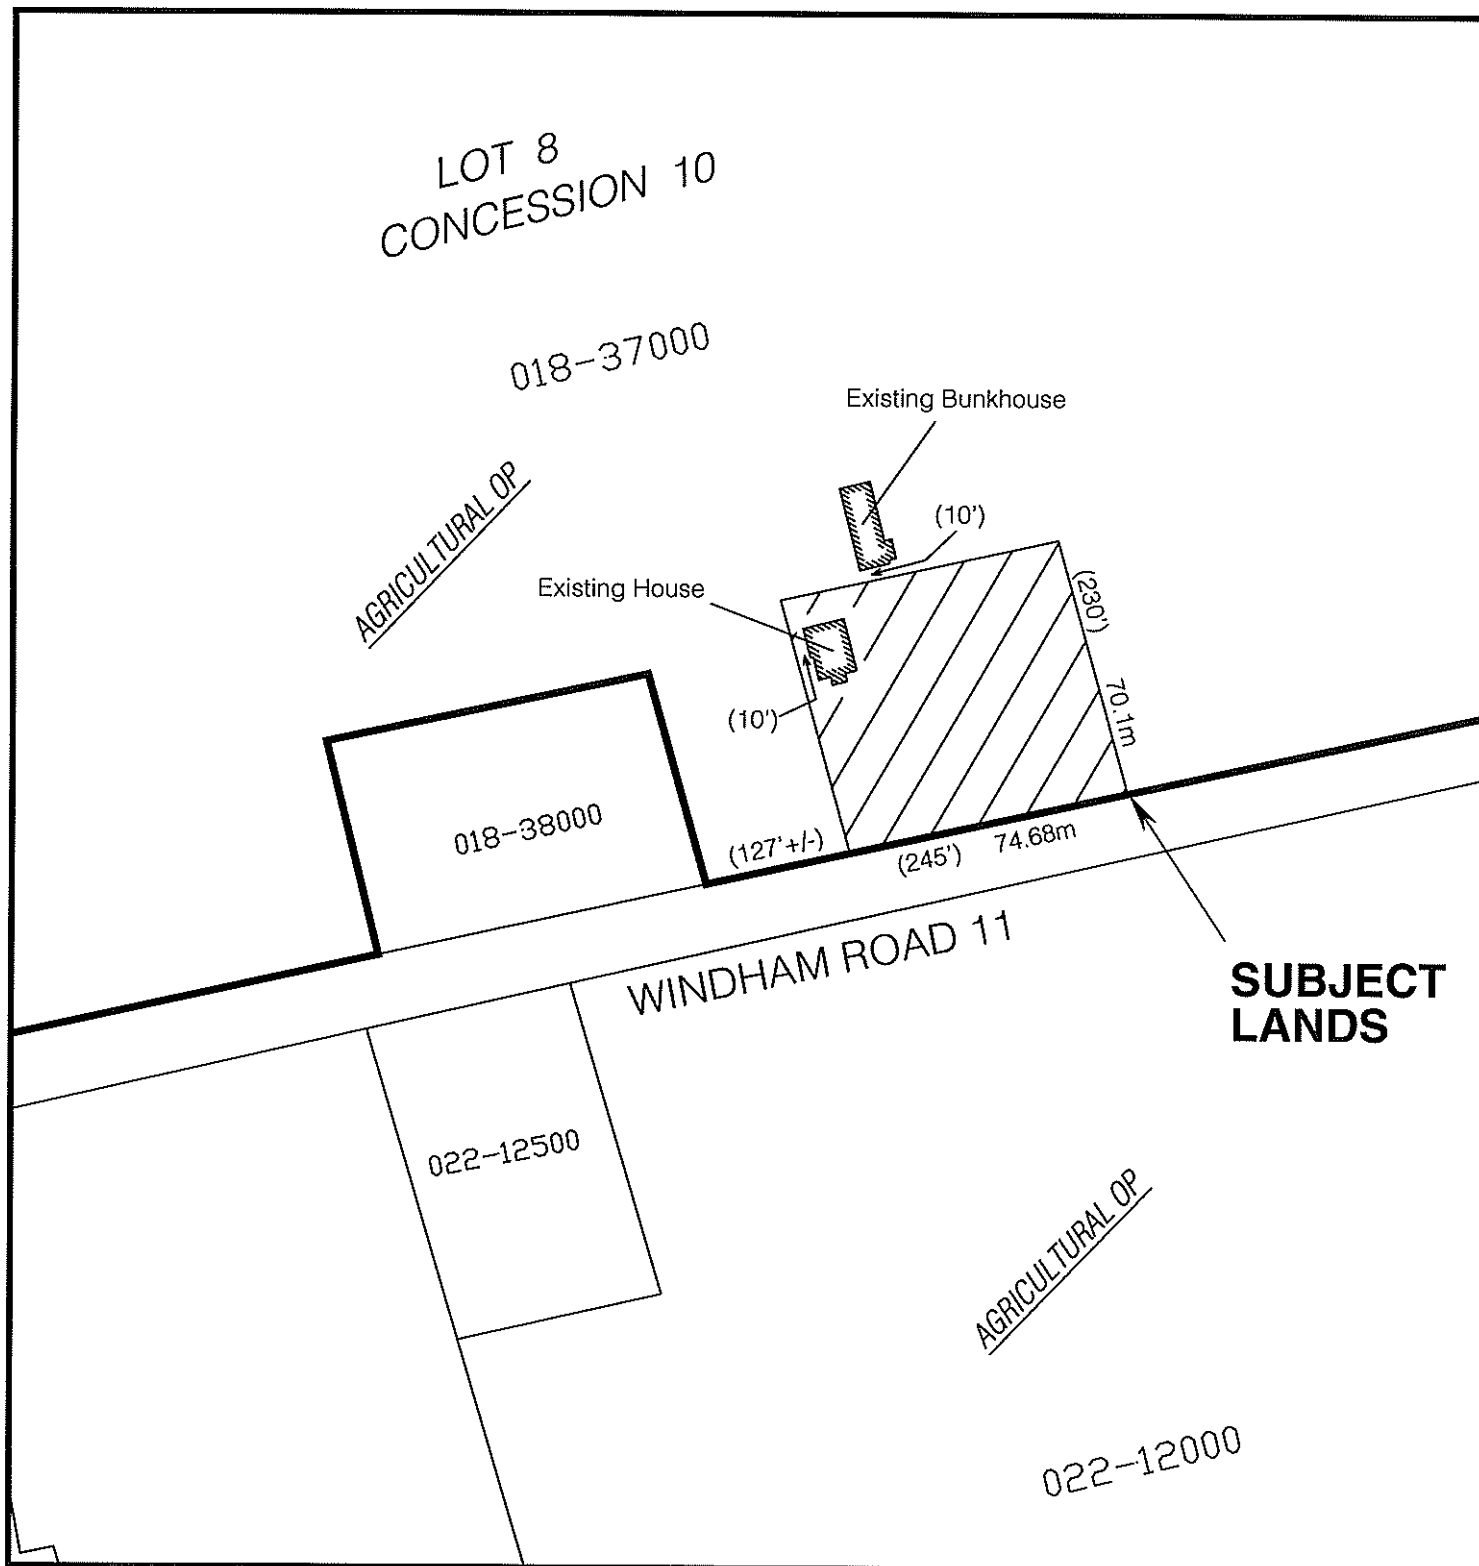 LOT 8
CONCESSION 10
018-37000
Existing Bunkhouse
AGRICULTURAL OP
(10')
Existing House
(230')
70.1m
(10')
018-38000
(127'+/-)
(245') 74.68m
WINDHAM ROAD 11
SUBJECT
LANDS
022-12500
AGRICULTURAL OP
022-12000